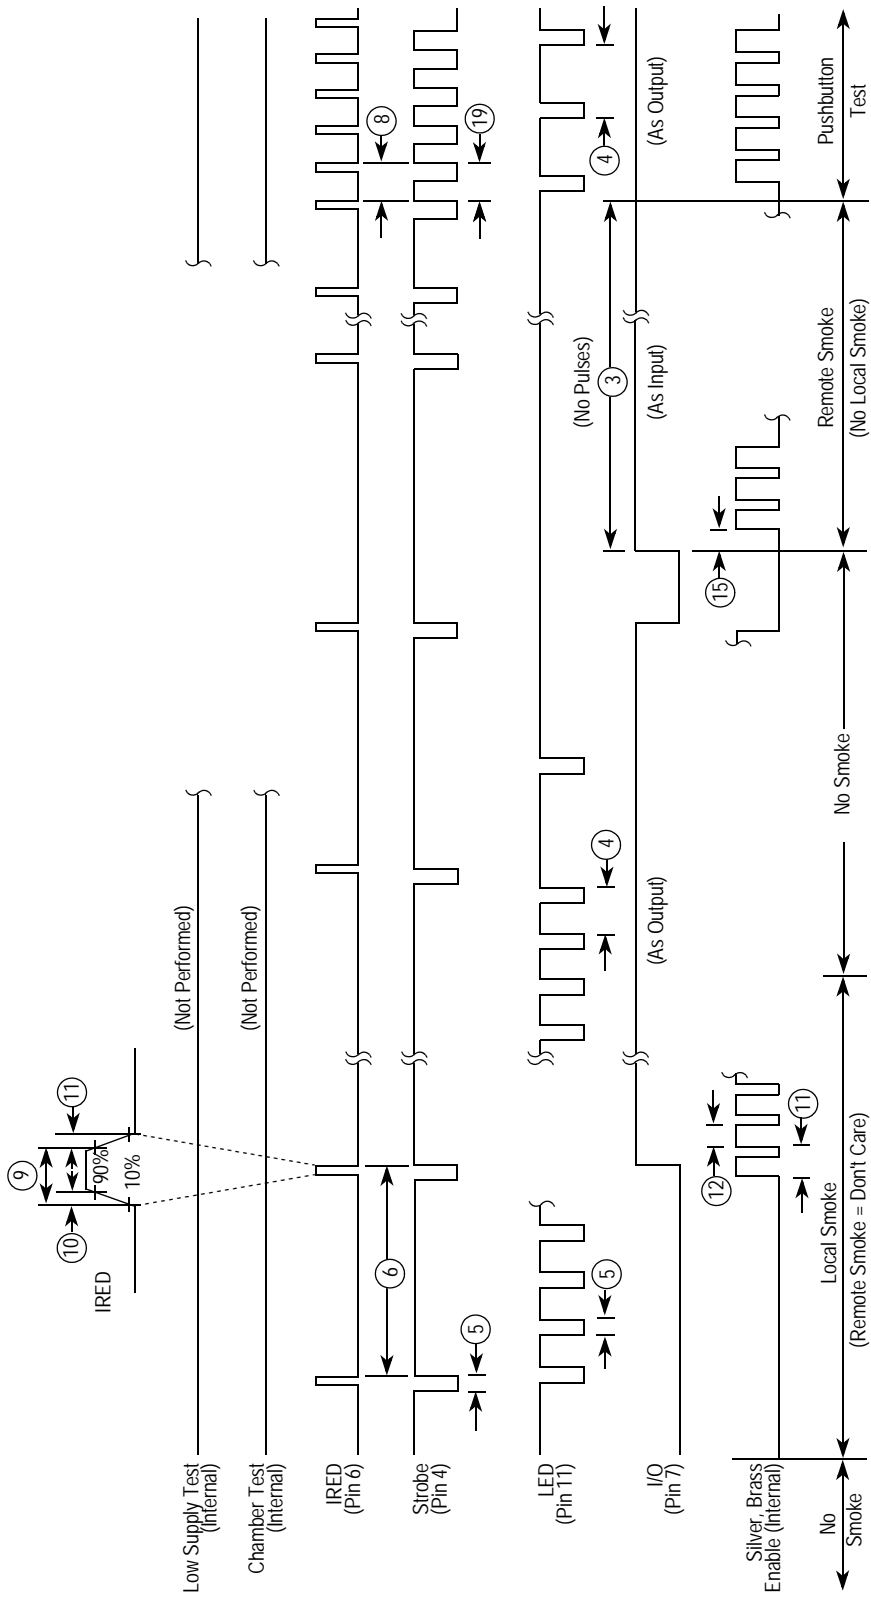 9
10
11
90%
10%
IRED
Low Supply Test
(Internal)
(Not Performed)
Chamber Test
(Internal)
(Not Performed)
IRED
(Pin 6)
6
8
Strobe
(Pin 4)
5
19
LED
(Pin 11)
5
4
(No Pulses)
3
4
I/O
(Pin 7)
(As Output)
(As Input)
(As Output)
Silver, Brass
Enable (Internal)
12
11
15
No
Smoke
Local Smoke
(Remote Smoke = Don't Care)
No Smoke
Remote Smoke
(No Local Smoke)
Pushbutton
Test